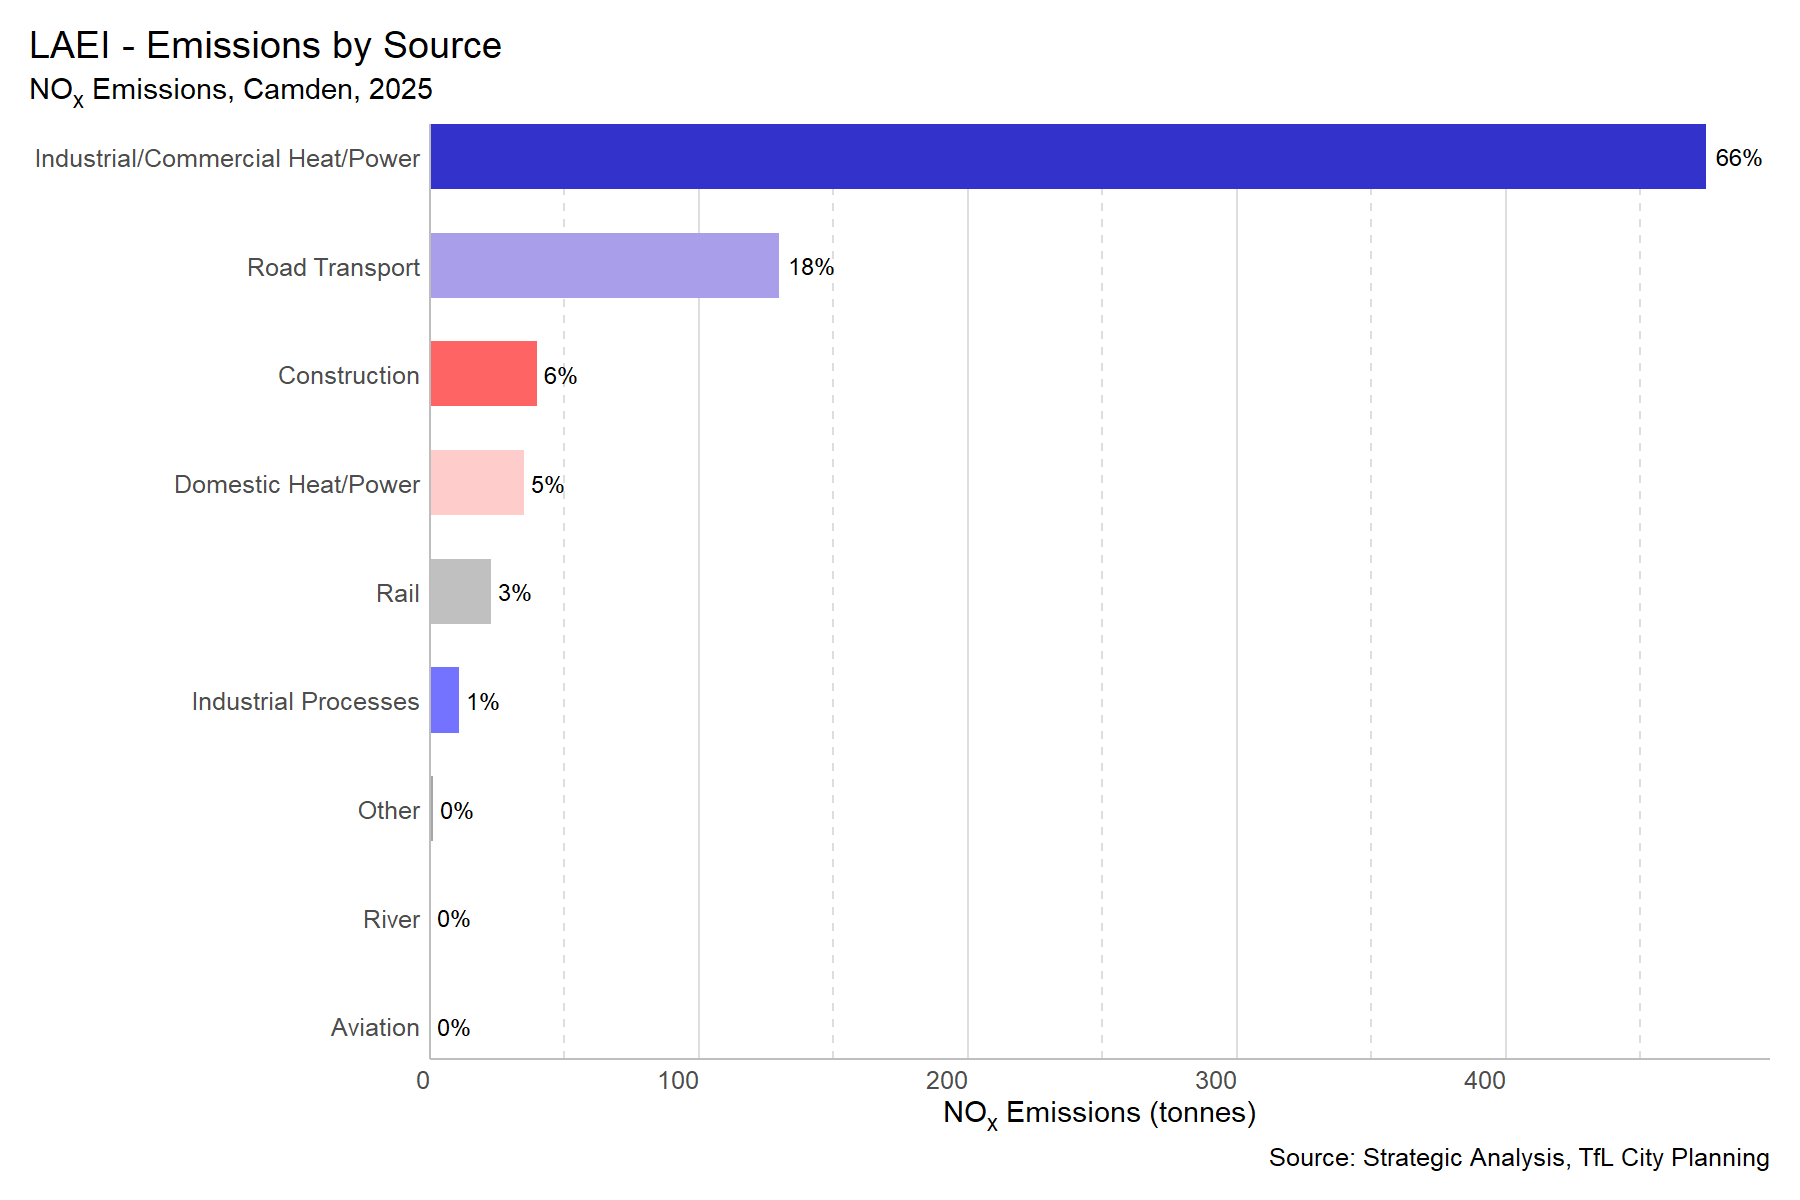 LAEI - Emissions by Source
NOx Emissions, Camden, 2025
Industrial/Commercial Heat/Power 66%
Road Transport 18%
Construction 6%
Domestic Heat/Power 5%
Rail 3%
Industrial Processes 1%
Other 0%
River 0%
Aviation 0%
0 100 200 300 400
NOx Emissions (tonnes)
Source: Strategic Analysis, TfL City Planning